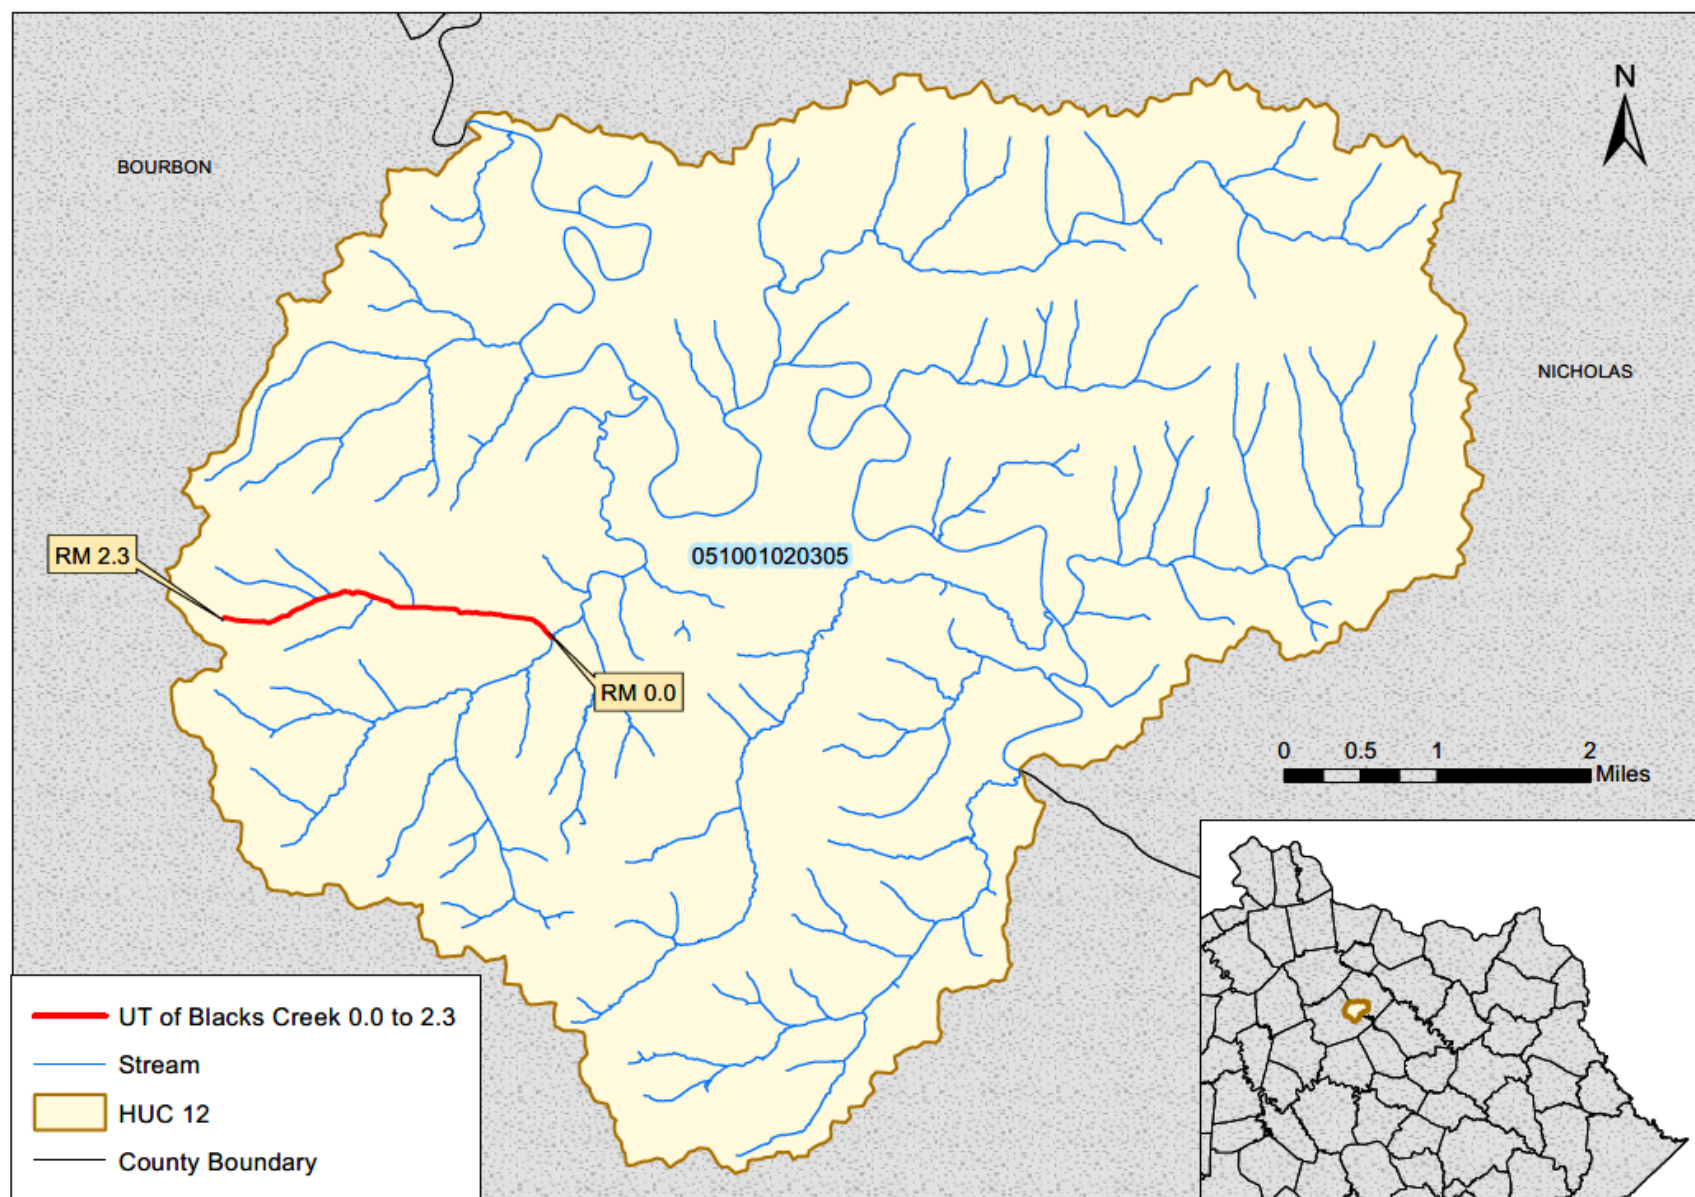 N
BOURBON
NICHOLAS
RM 2.3
051001020305
RM 0.0
0 0.5 1 2
Miles
UT of Blacks Creek 0.0 to 2.3
Stream
HUC 12
County Boundary